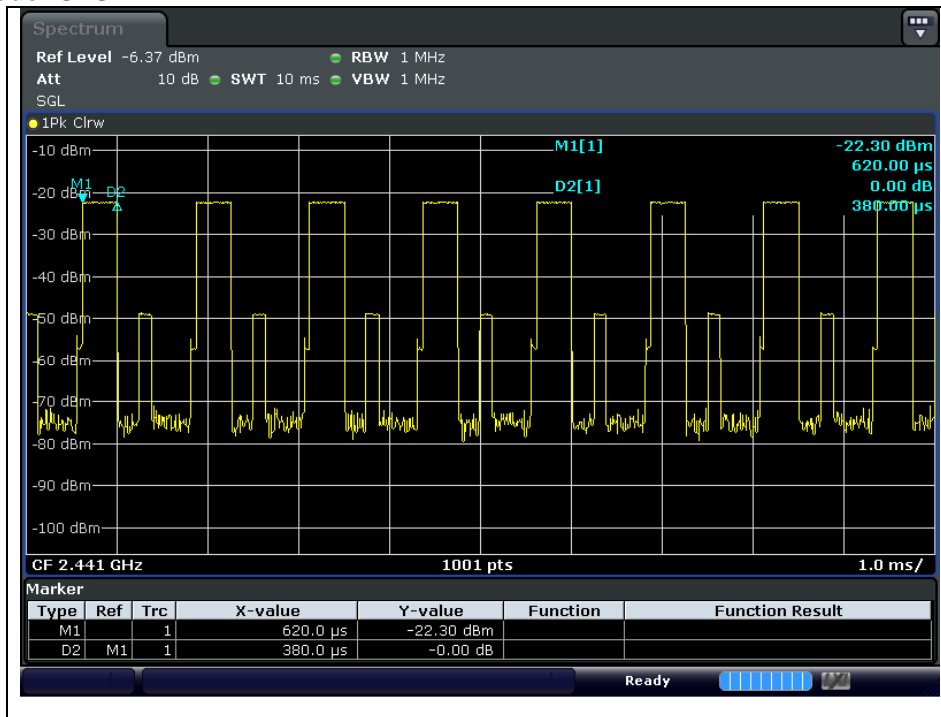 Spectrum
Ref Level -6.37 dBm RBW 1 MHz
Att 10 dB SWT 10 ms VBW 1 MHz
SGL
1Pk Clrw
M1[1] -22.30 dBm
620.00 µs
D2[1] 0.00 dB
380.00 µs
-10 dBm
M1
D2
-20 dBm
-30 dBm
-40 dBm
-50 dBm
-60 dBm
-70 dBm
-80 dBm
-90 dBm
-100 dBm
CF 2.441 GHz 1001 pts 1.0 ms/
Marker
Type Ref Trc X-value Y-value Function Function Result
M1 1 620.0 µs -22.30 dBm
D2 M1 1 380.0 µs -0.00 dB
Ready